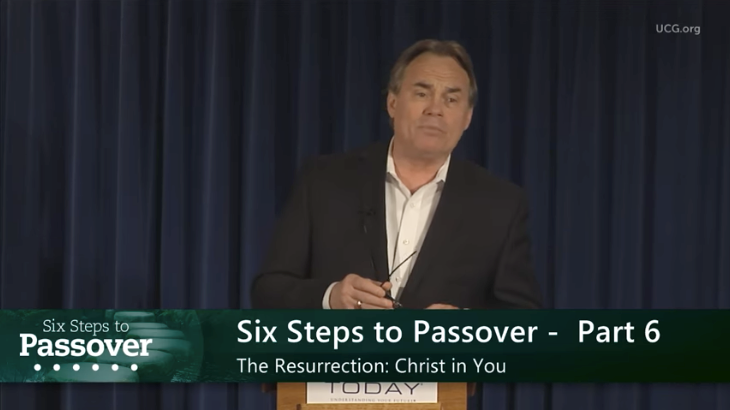 UCG.org
Six Steps to
Passover
Six Steps to Passover - Part 6
The Resurrection: Christ in You
TODAY